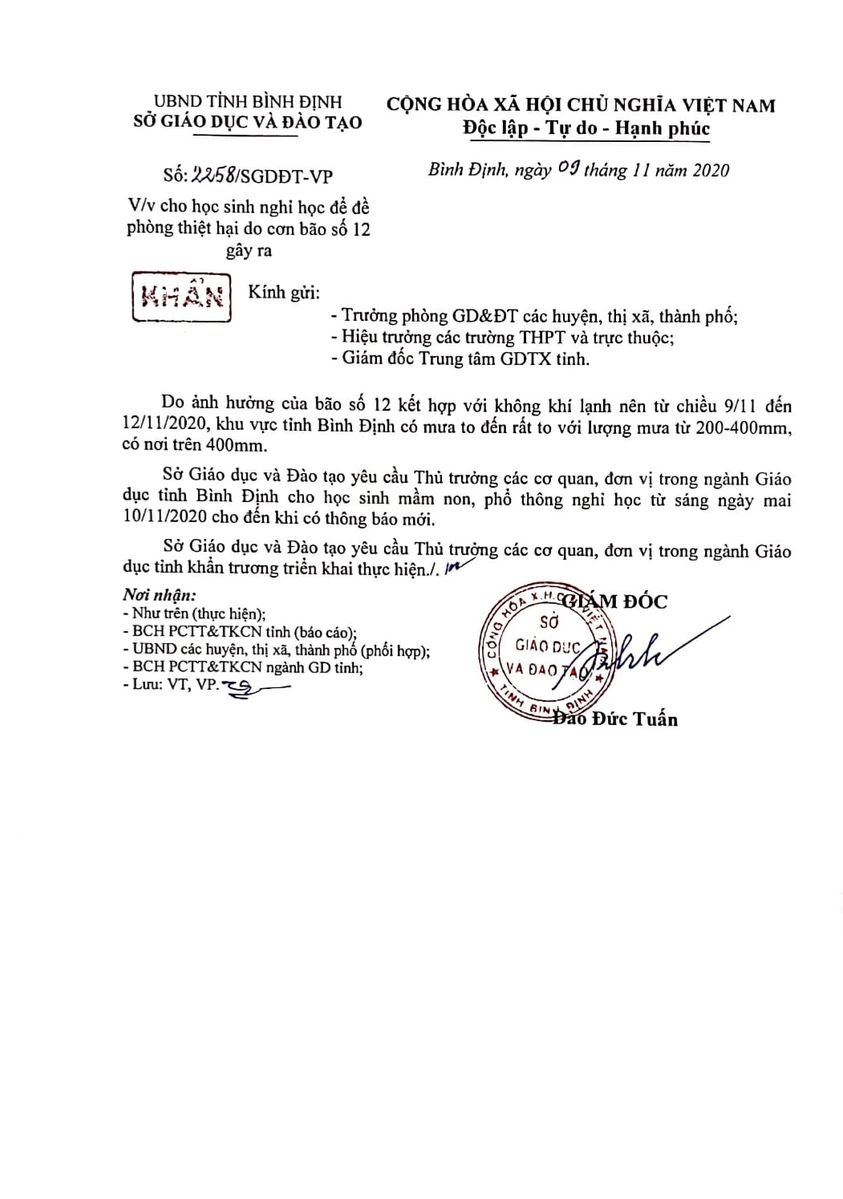 UBND TỈNH BÌNH ĐỊNH
SỞ GIÁO DỤC VÀ ĐÀO TẠO
CỘNG HÒA XÃ HỘI CHỦ NGHĨA VIỆT NAM
Độc lập - Tự do - Hạnh phúc
Số: 2258/SGDĐT-VP
Bình Định, ngày 09 tháng 11 năm 2020
V/v cho học sinh nghỉ học để đề
phòng thiệt hại do cơn bão số 12
gây ra
KHẨN
Kính gửi:
- Trưởng phòng GD&ĐT các huyện, thị xã, thành phố;
- Hiệu trưởng các trường THPT và trực thuộc;
- Giám đốc Trung tâm GDTX tỉnh.
Do ảnh hưởng của bão số 12 kết hợp với không khí lạnh nên từ chiều 9/11 đến
12/11/2020, khu vực tỉnh Bình Định có mưa to đến rất to với lượng mưa từ 200-400mm,
có nơi trên 400mm.
Sở Giáo dục và Đào tạo yêu cầu Thủ trưởng các cơ quan, đơn vị trong ngành Giáo
dục tỉnh Bình Định cho học sinh mầm non, phổ thông nghỉ học từ sáng ngày mai
10/11/2020 cho đến khi có thông báo mới.
Sở Giáo dục và Đào tạo yêu cầu Thủ trưởng các cơ quan, đơn vị trong ngành Giáo
dục tỉnh khẩn trương triển khai thực hiện./.
Nơi nhận:
- Như trên (thực hiện);
- BCH PCTT&TKCN tỉnh (báo cáo);
- UBND các huyện, thị xã, thành phố (phối hợp);
- BCH PCTT&TKCN ngành GD tỉnh;
- Lưu: VT, VP.
GIÁM ĐỐC
CỘNG HÒA X.H.C.N VIỆT NAM
SỞ
GIÁO DỤC
VÀ ĐÀO TẠO
TỈNH BÌNH ĐỊNH
Đào Đức Tuấn